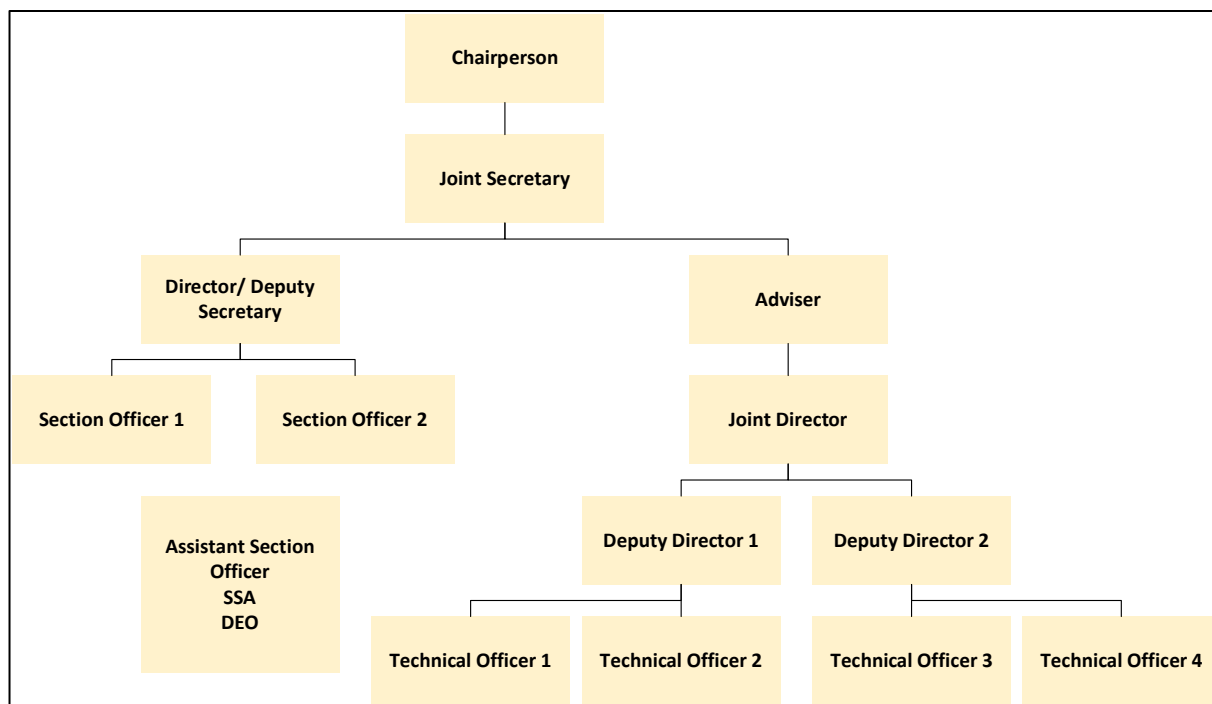 Chairperson
Joint Secretary
Director/ Deputy
Secretary
Adviser
Section Officer 1
Section Officer 2
Joint Director
Assistant Section
Officer
SSA
DEO
Deputy Director 1
Deputy Director 2
Technical Officer 1
Technical Officer 2
Technical Officer 3
Technical Officer 4